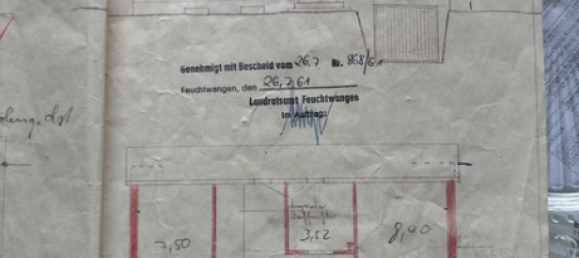 Genehmigt mit Bescheid vom 26.7. Nr. 868/61
Feuchtwangen, den 26.7.61
Landratsamt Feuchtwangen
Im Auftrag:
7,50
3,52
8,40